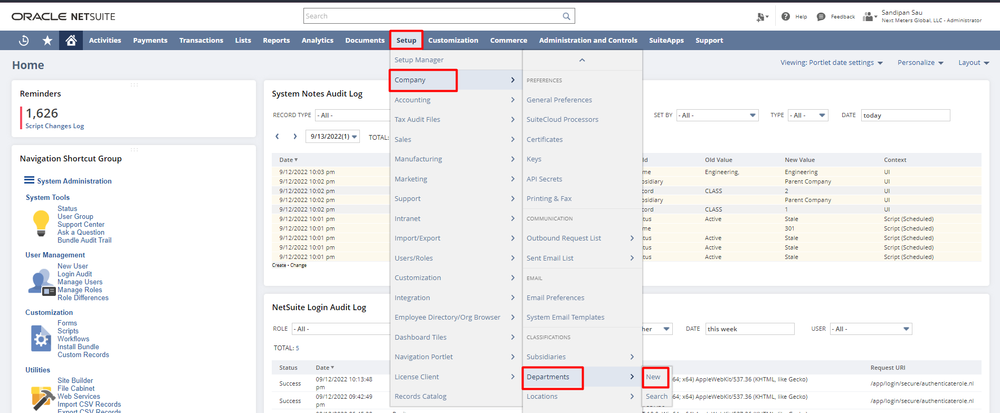 ORACLE NETSUITE
Search
Help
Feedback
Sandipan Sau
Next Meters Global, LLC - Administrator
Activities Payments Transactions Lists Reports Analytics Documents Setup Customization Commerce Administration and Controls SuiteApps Support
Home
Viewing: Portlet date settings
Personalize
Layout
Reminders
1,626
Script Changes Log
Navigation Shortcut Group
System Administration
System Tools
Status
User Group
Support Center
Ask a Question
Bundle Audit Trail
User Management
New User
Login Audit
Manage Users
Manage Roles
Role Differences
Customization
Forms
Scripts
Workflows
Install Bundle
Custom Records
Utilities
Site Builder
File Cabinet
Web Services
Import CSV Records
Export CSV Records
System Notes Audit Log
RECORD TYPE - All -
SET BY - All - TYPE - All - DATE today
9/13/2022(1) TOTAL:
Date ld Old Value New Value Context
9/12/2022 10:03 pm me Engineering, Engineering UI
9/12/2022 10:02 pm sidiary Parent Company UI
9/12/2022 10:02 pm ord CLASS 2 UI
9/12/2022 10:02 pm sidiary Parent Company UI
9/12/2022 10:02 pm ord CLASS 1 UI
9/12/2022 10:01 pm tus Active Stale Script (Scheduled)
9/12/2022 10:01 pm me 301 Script (Scheduled)
9/12/2022 10:01 pm tus Active Stale Script (Scheduled)
9/12/2022 10:01 pm tus Active Stale Script (Scheduled)
9/12/2022 10:01 pm tus Active Stale Script (Scheduled)
Create • Change
NetSuite Login Audit Log
ROLE - All -
her DATE this week USER - All -
TOTAL: 5
Status Date Request URI
Success 09/12/2022 10:13:48 pm 64; x64) AppleWebKit/537.36 (KHTML, like Gecko) /app/login/secure/authenticaterole.nl
Success 09/12/2022 09:42:49 pm 64; x64) AppleWebKit/537.36 (KHTML, like Gecko) /app/login/secure/authenticaterole.nl
Setup Manager
Company
Accounting
Tax Audit Files
Sales
Manufacturing
Marketing
Support
Intranet
Import/Export
Users/Roles
Customization
Integration
Employee Directory/Org Browser
Dashboard Tiles
Navigation Portlet
License Client
Records Catalog
PREFERENCES
General Preferences
SuiteCloud Processors
Certificates
Keys
API Secrets
Printing & Fax
COMMUNICATION
Outbound Request List
Sent Email List
EMAIL
Email Preferences
System Email Templates
CLASSIFICATIONS
Subsidiaries
Departments
Locations
New
Search